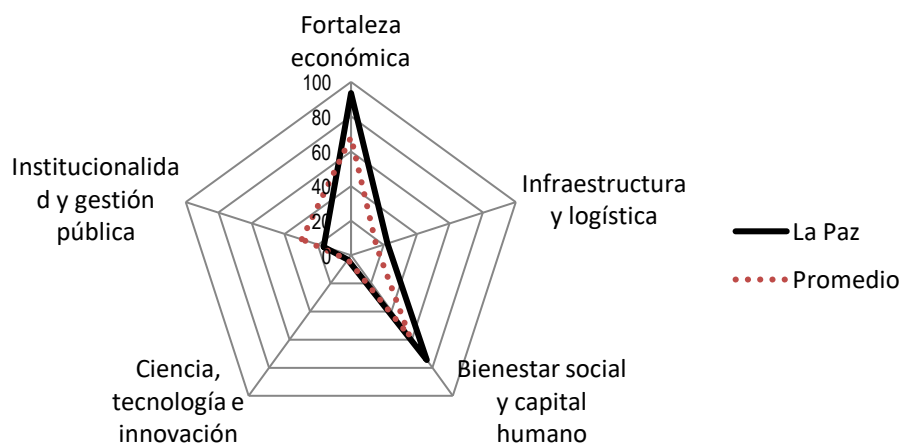 Fortaleza
económica
100
80
60
40
20
0
Institucionalida
d y gestión
pública
Infraestructura
y logística
La Paz
Promedio
Ciencia,
tecnología e
innovación
Bienestar social
y capital
humano